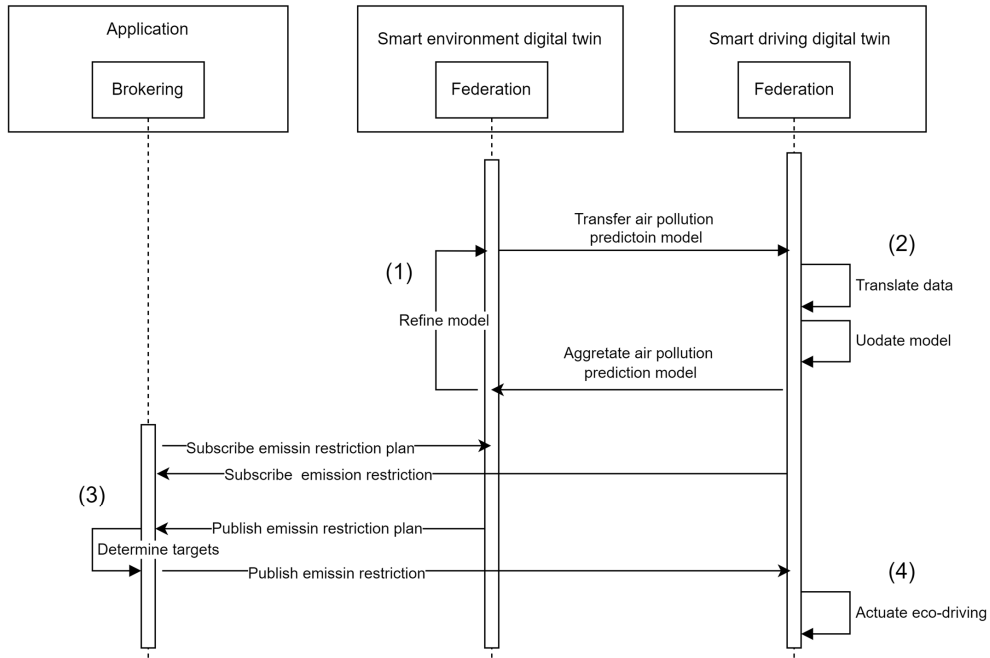 Application
Smart environment digital twin
Smart driving digital twin
Brokering
Federation
Federation
Transfer air pollution
predictoin model
(2)
(1)
Translate data
Refine model
Uodate model
Aggretate air pollution
prediction model
Subscribe emissin restriction plan
Subscribe  emission restriction
(3)
Publish emissin restriction plan
Determine targets
Publish emissin restriction
(4)
Actuate eco-driving